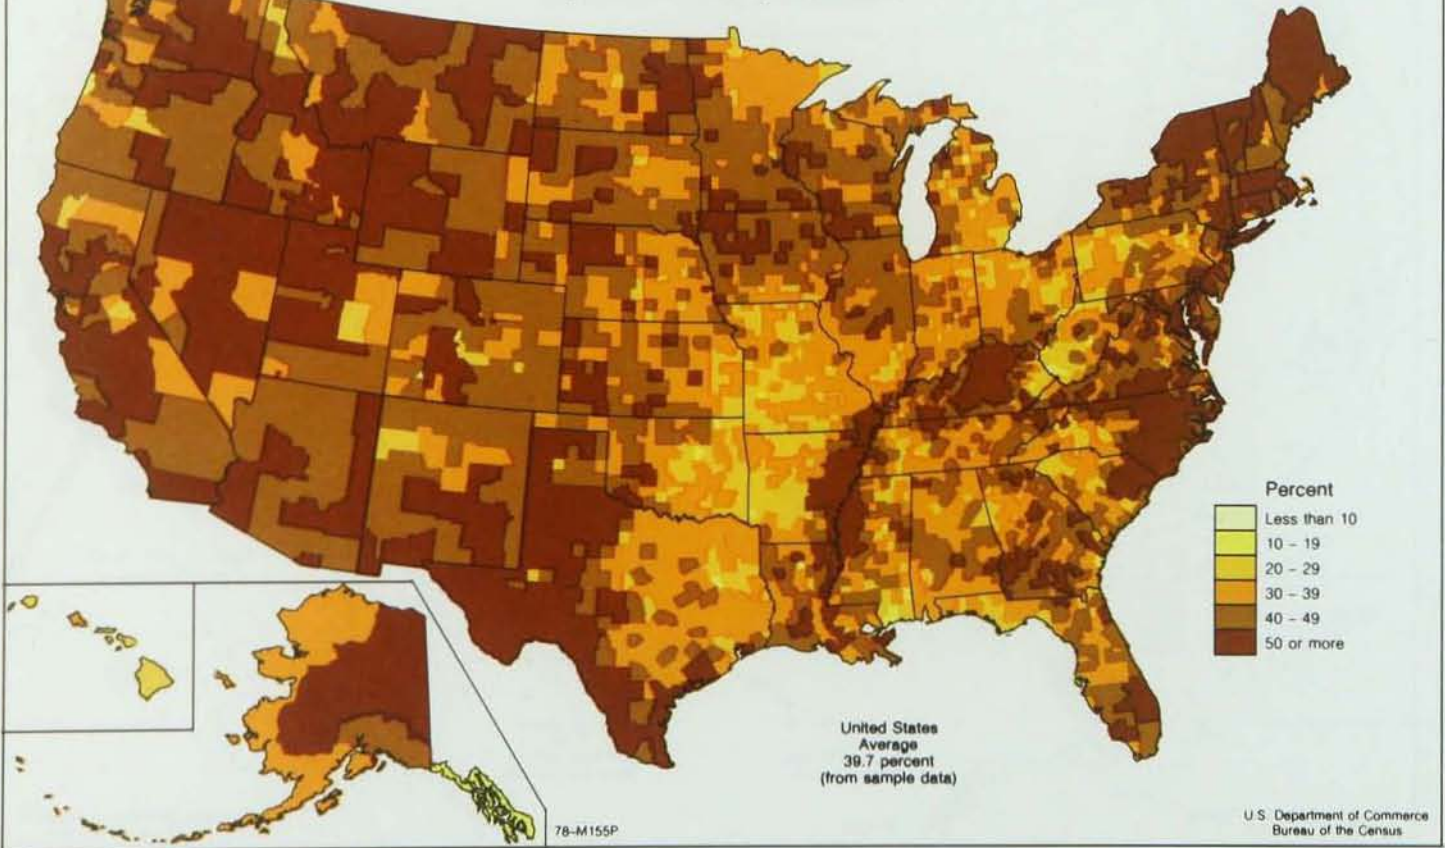 Percent
Less than 10
10 – 19
20 – 29
30 – 39
40 – 49
50 or more
United States
Average
39.7 percent
(from sample data)
78-M155P
U.S. Department of Commerce
Bureau of the Census